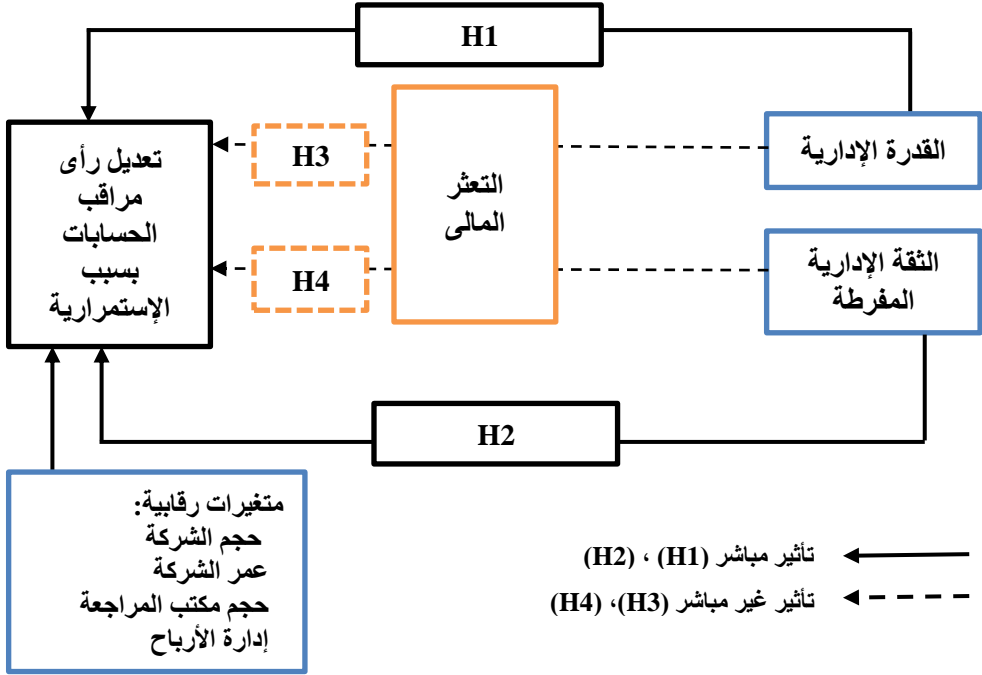 H1
القدرة الإدارية
التعثر
المالى
H3
تعديل رأى
مراقب
الحسابات
بسبب
الإستمرارية
الثقة الإدارية
المفرطة
H4
H2
متغيرات رقابية:
حجم الشركة
عمر الشركة
حجم مكتب المراجعة
إدارة الأرباح
تأثير مباشر (H1) ، (H2)
تأثير غير مباشر (H3)، (H4)